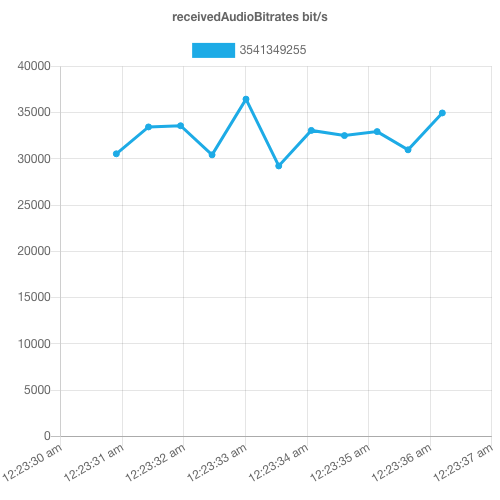 receivedAudioBitrates bit/s
3541349255
40000
35000
30000
25000
20000
15000
10000
5000
0
12:23:30 am
12:23:31 am
12:23:32 am
12:23:33 am
12:23:34 am
12:23:35 am
12:23:36 am
12:23:37 am